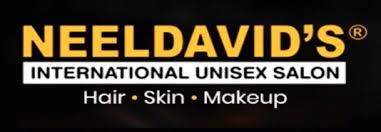 NEELDAVID'S®
INTERNATIONAL UNISEX SALON
Hair • Skin • Makeup